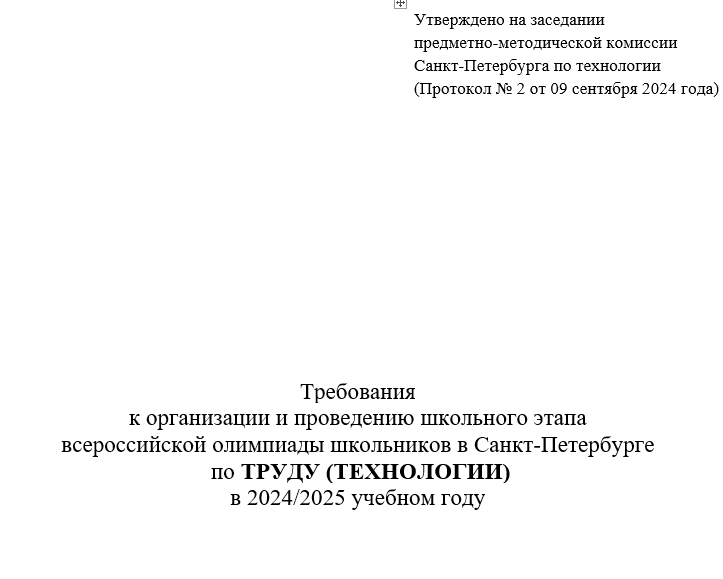 Утверждено на заседании
предметно-методической комиссии
Санкт-Петербурга по технологии
(Протокол № 2 от 09 сентября 2024 года)
Требования
к организации и проведению школьного этапа
всероссийской олимпиады школьников в Санкт-Петербурге
по ТРУДУ (ТЕХНОЛОГИИ)
в 2024/2025 учебном году